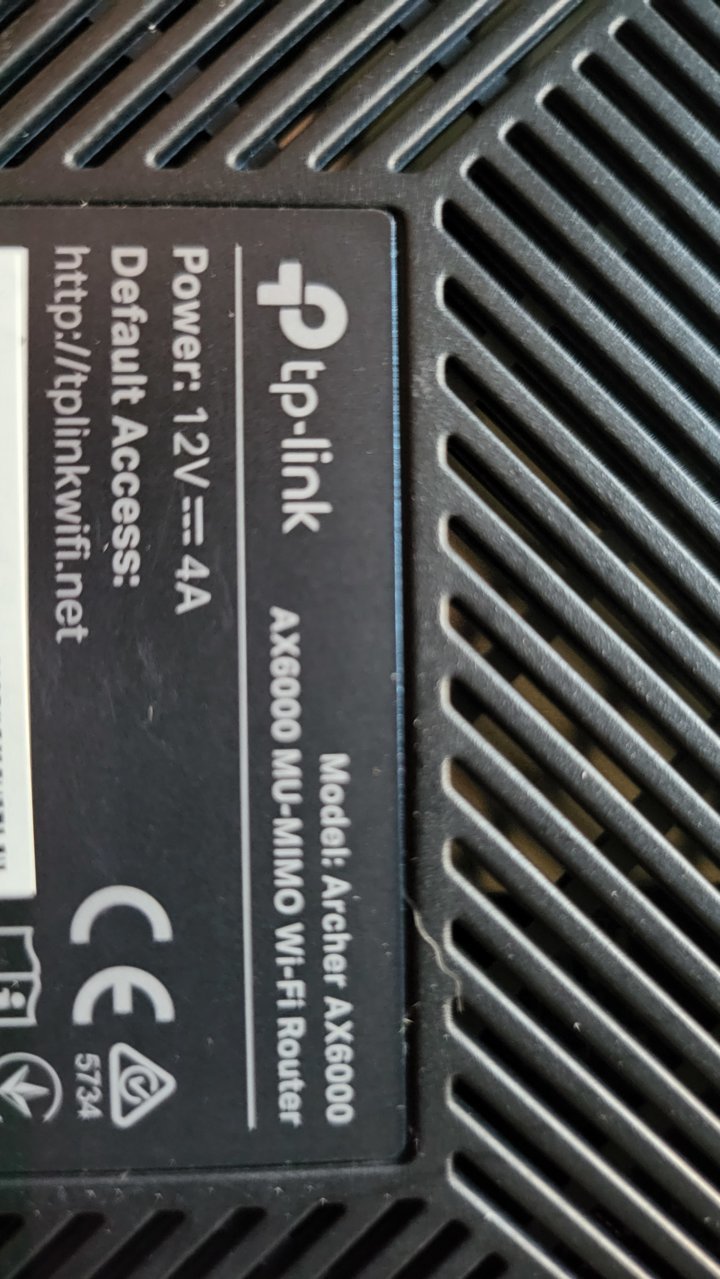 tp-link
Model: Archer AX6000
AX6000 MU-MIMO Wi-Fi Router
Power: 12V⎓4A
Default Access:
http://tplinkwifi.net
CE
5734